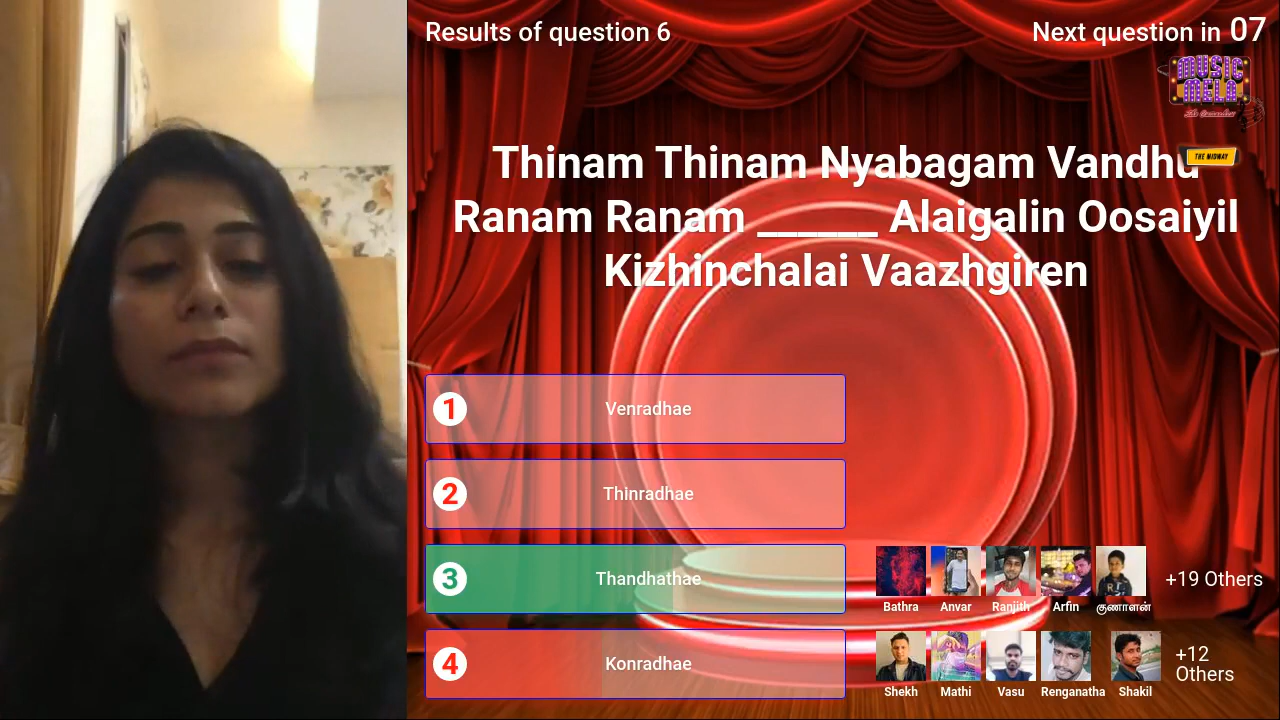 Results of question 6
Next question in 07
MUSIC
MELA
THE MIDWAY
Thinam Thinam Nyabagam Vandhu
Ranam Ranam ______ Alaigalin Oosaiyil
Kizhinchalai Vaazhgiren
1 Venradhae
2 Thinradhae
3 Thandhathae
Bathra Anvar Ranjith Arfin குணாளன்
+19 Others
4 Konradhae
Shekh Mathi Vasu Renganatha Shakil
+12
Others